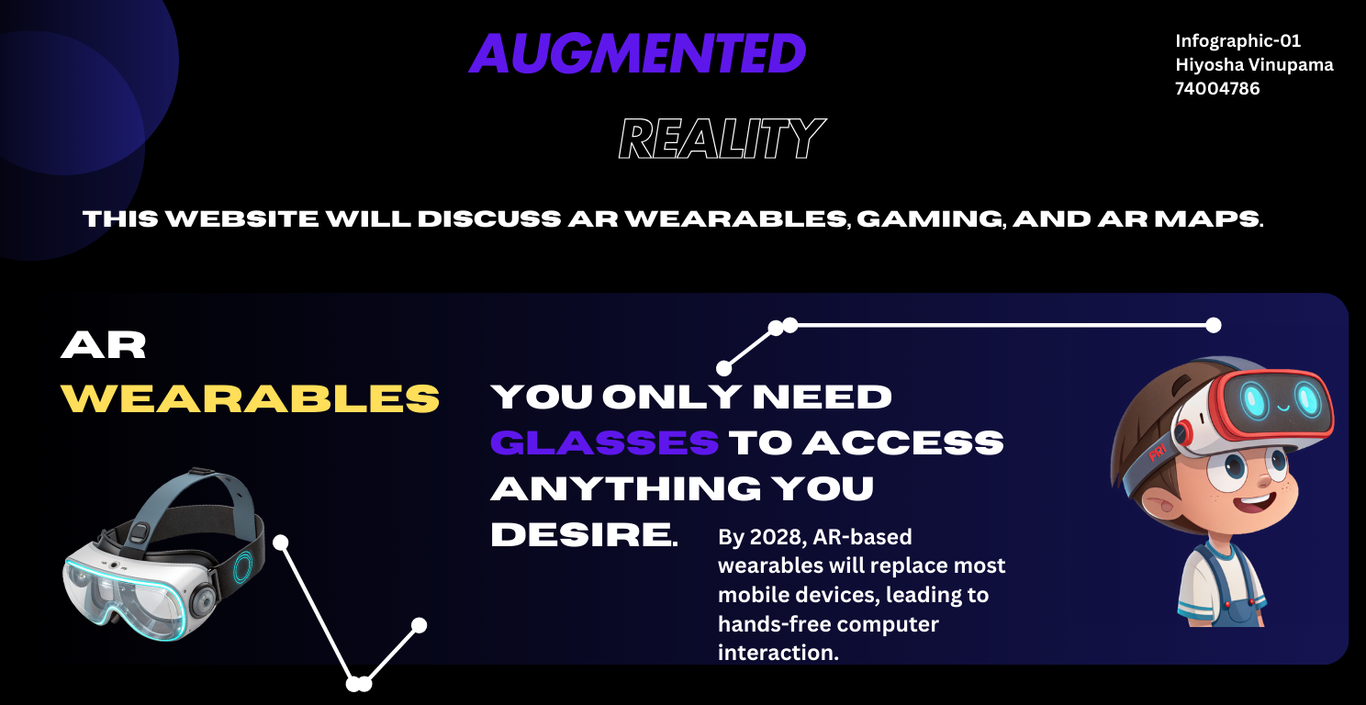 AUGMENTED
REALITY
Infographic-01
Hiyosha Vinupama
74004786
THIS WEBSITE WILL DISCUSS AR WEARABLES, GAMING, AND AR MAPS.
AR
WEARABLES
YOU ONLY NEED
GLASSES TO ACCESS
ANYTHING YOU
DESIRE.
By 2028, AR-based
wearables will replace most
mobile devices, leading to
hands-free computer
interaction.